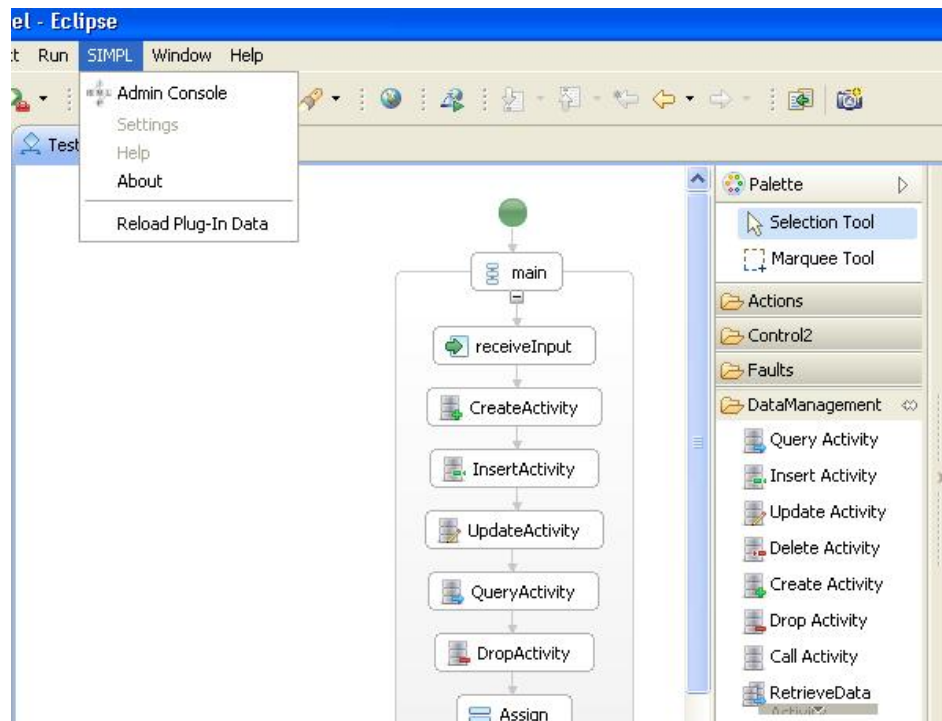 el - Eclipse
ct Run SIMPL Window Help
Admin Console
Settings
Help
About
Reload Plug-In Data
Test
main
receiveInput
CreateActivity
InsertActivity
UpdateActivity
QueryActivity
DropActivity
Assign
Palette
Selection Tool
Marquee Tool
Actions
Control2
Faults
DataManagement
Query Activity
Insert Activity
Update Activity
Delete Activity
Create Activity
Drop Activity
Call Activity
RetrieveData
Activity